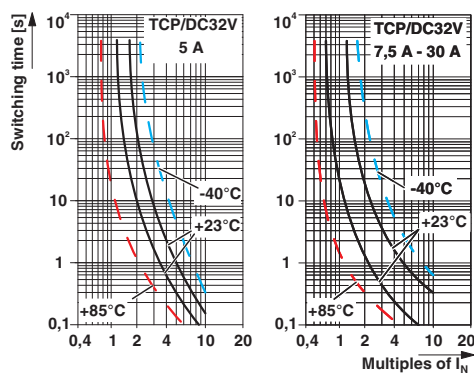 Switching time [s]
TCP/DC32V
5 A
10⁴
10³
10²
10
1
0,1
-40°C
+23°C
+85°C
0,4 1 2 4 10 20
TCP/DC32V
7,5 A - 30 A
10⁴
10³
10²
10
1
0,1
-40°C
+23°C
+85°C
0,4 1 2 4 10 20
Multiples of I_N